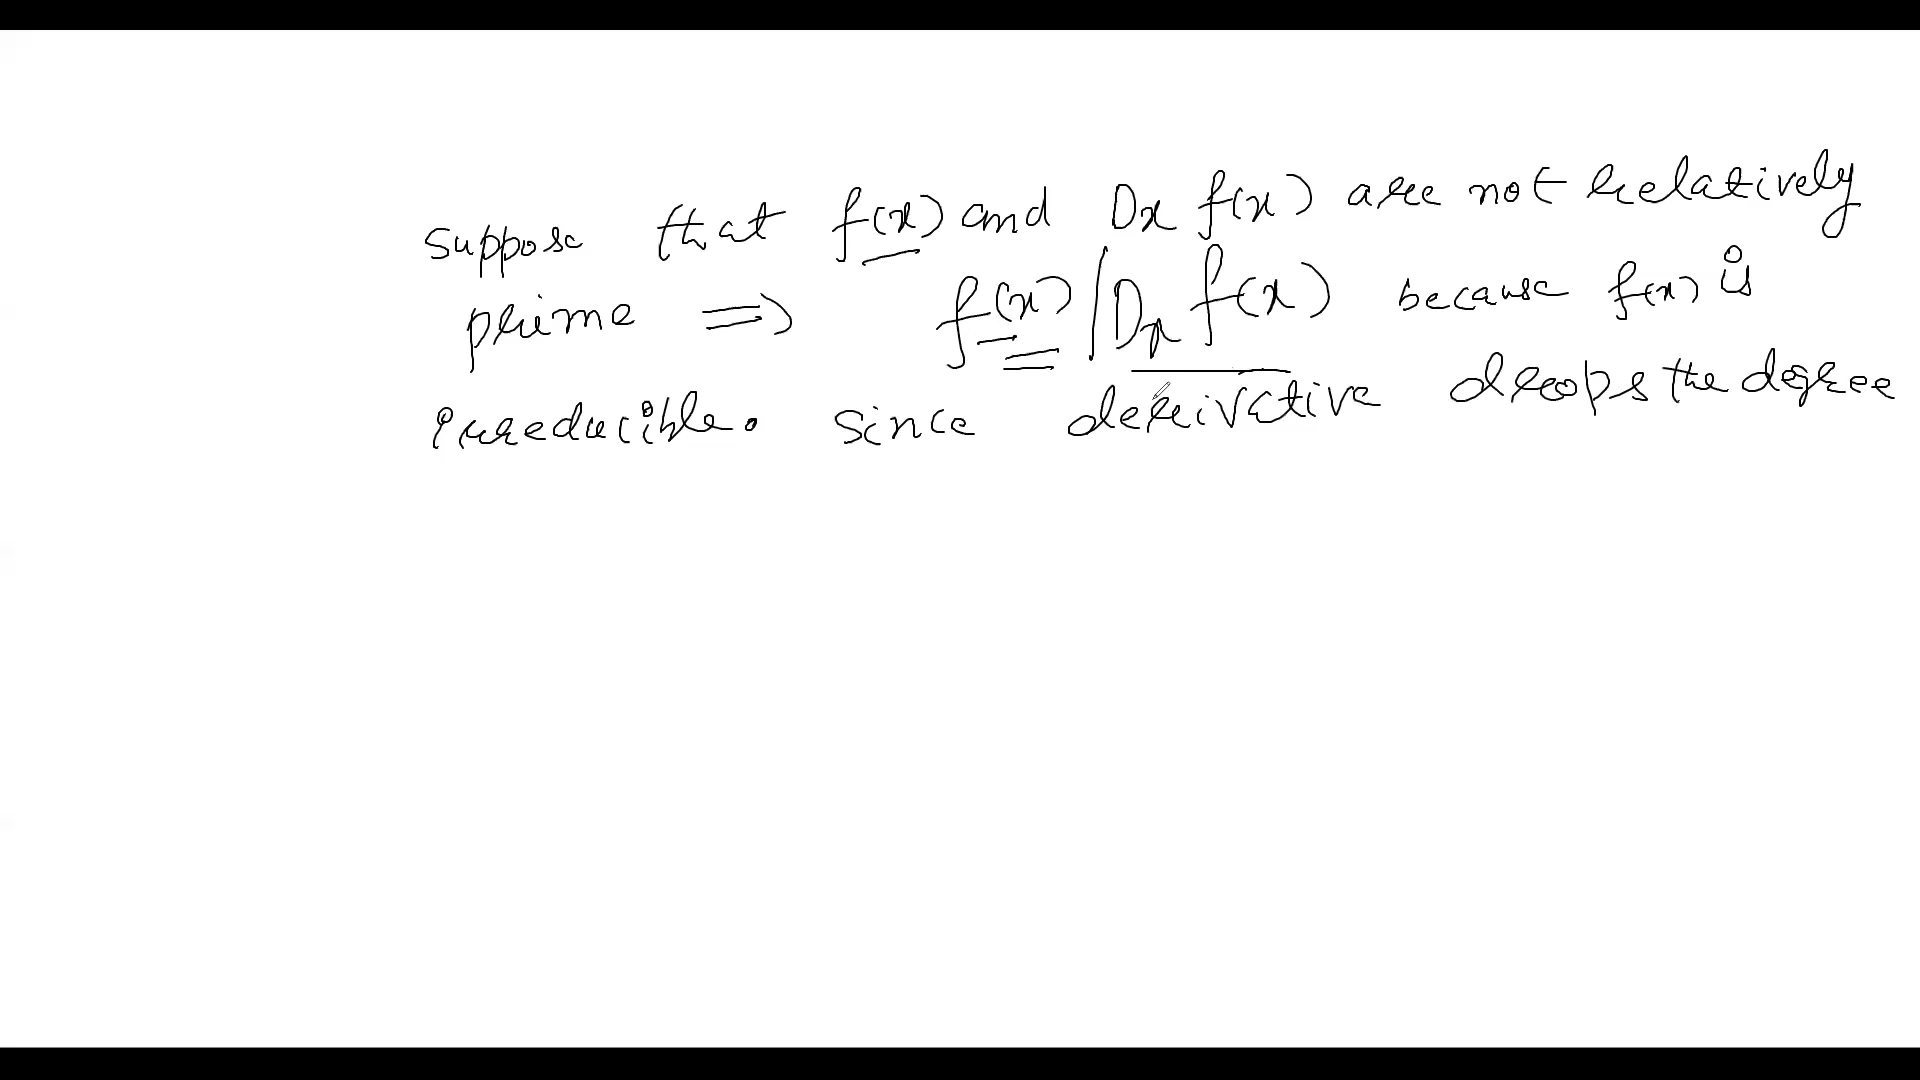 suppose that f(x) and Dx f(x) are not relatively
prime => f(x) | Dx f(x) because f(x) is
irreducible. since derivative drops the degree